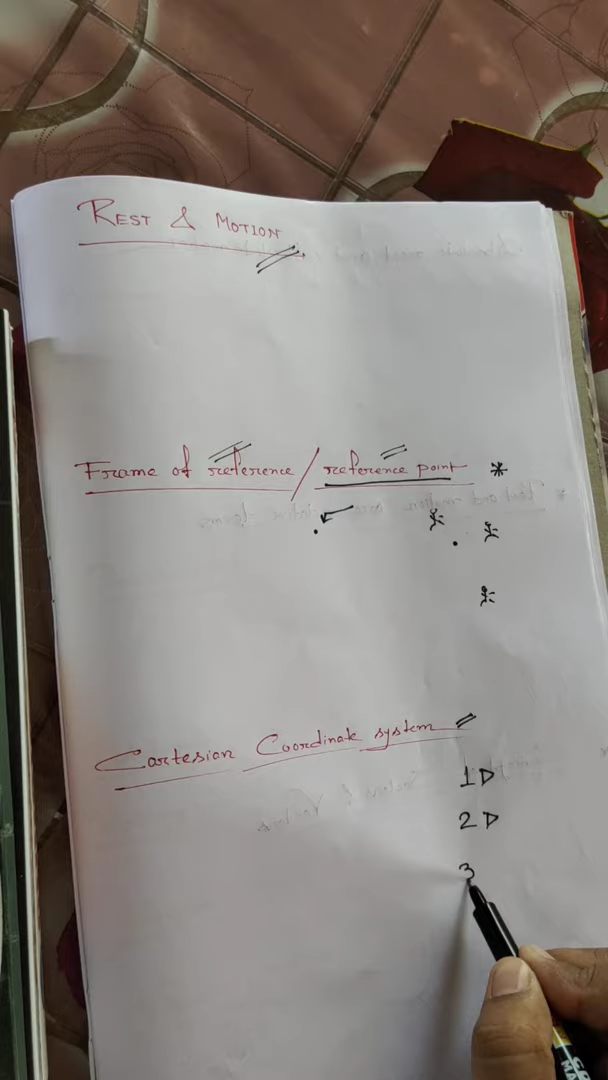 REST & MOTION
Frame of reference / reference point *
Cartesian Coordinate system
1D
2D
3